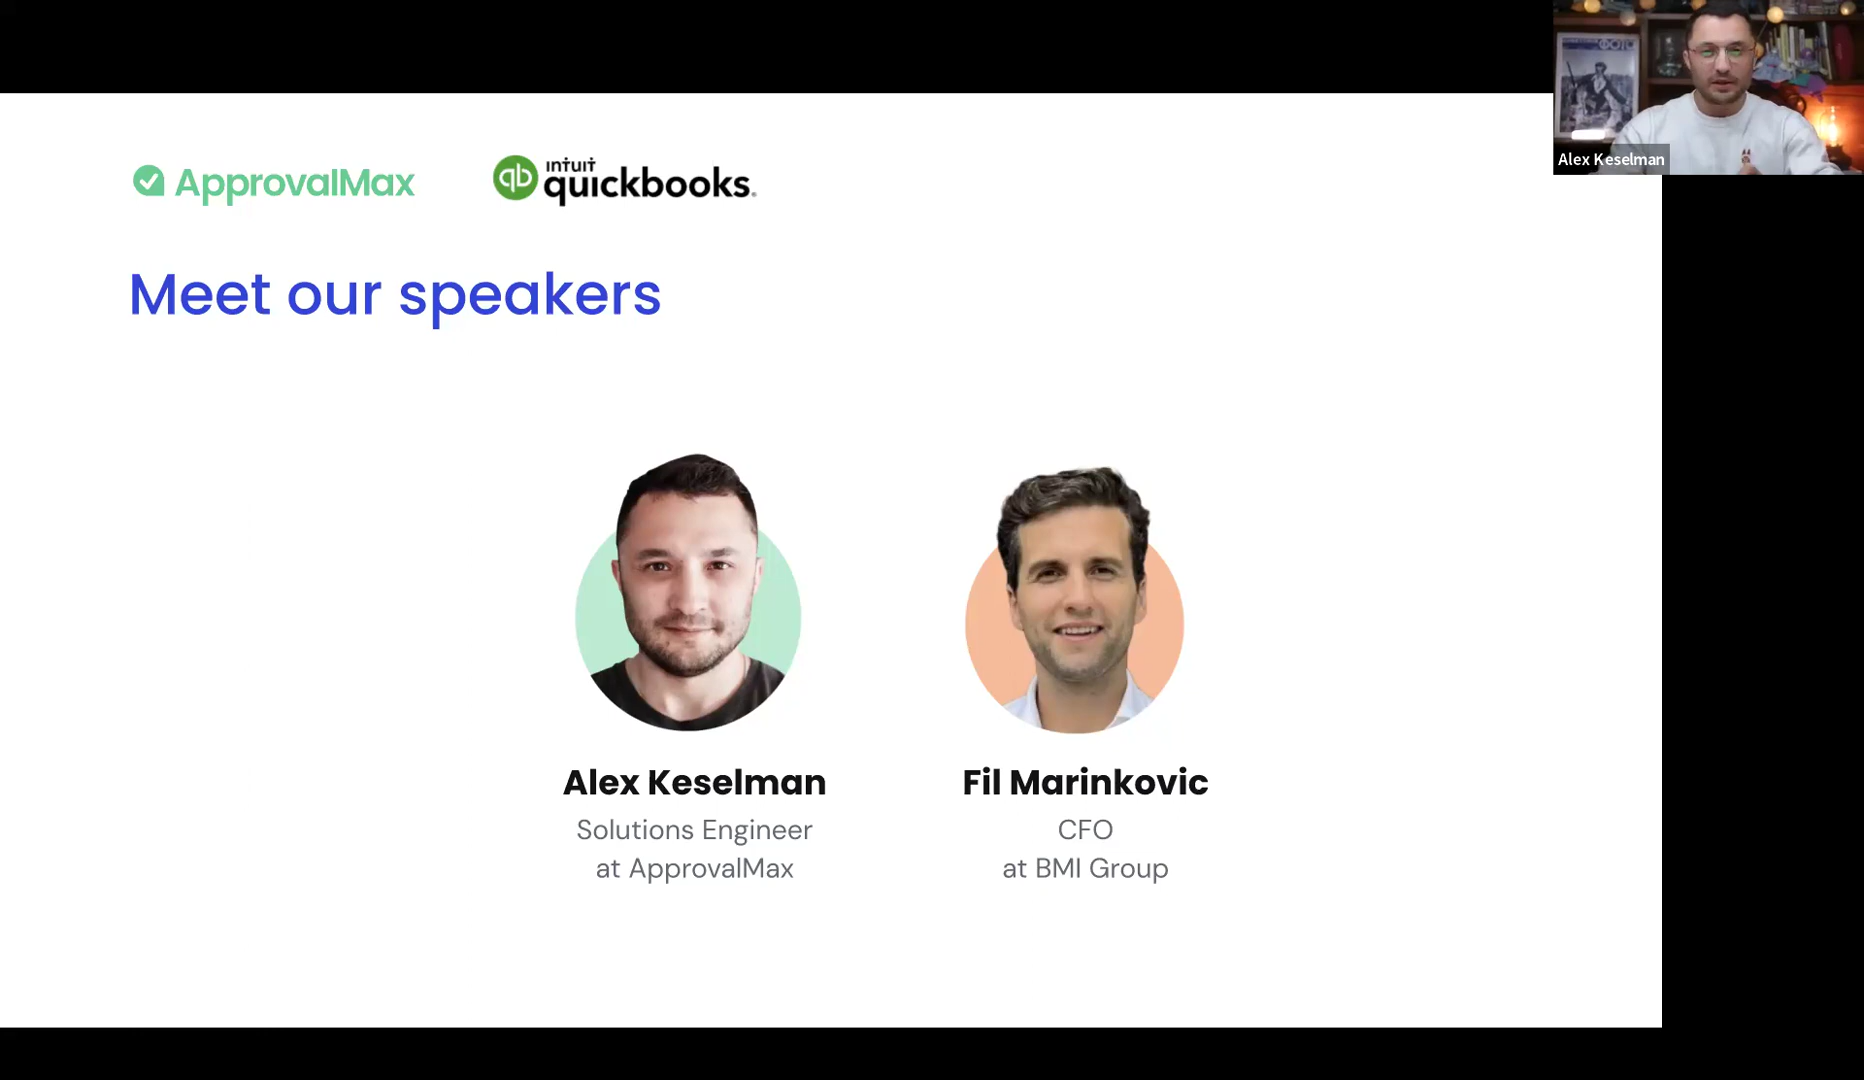 ФОТО
Alex Keselman
ApprovalMax
intuit
quickbooks.
Meet our speakers
Alex Keselman
Solutions Engineer
at ApprovalMax
Fil Marinkovic
CFO
at BMI Group